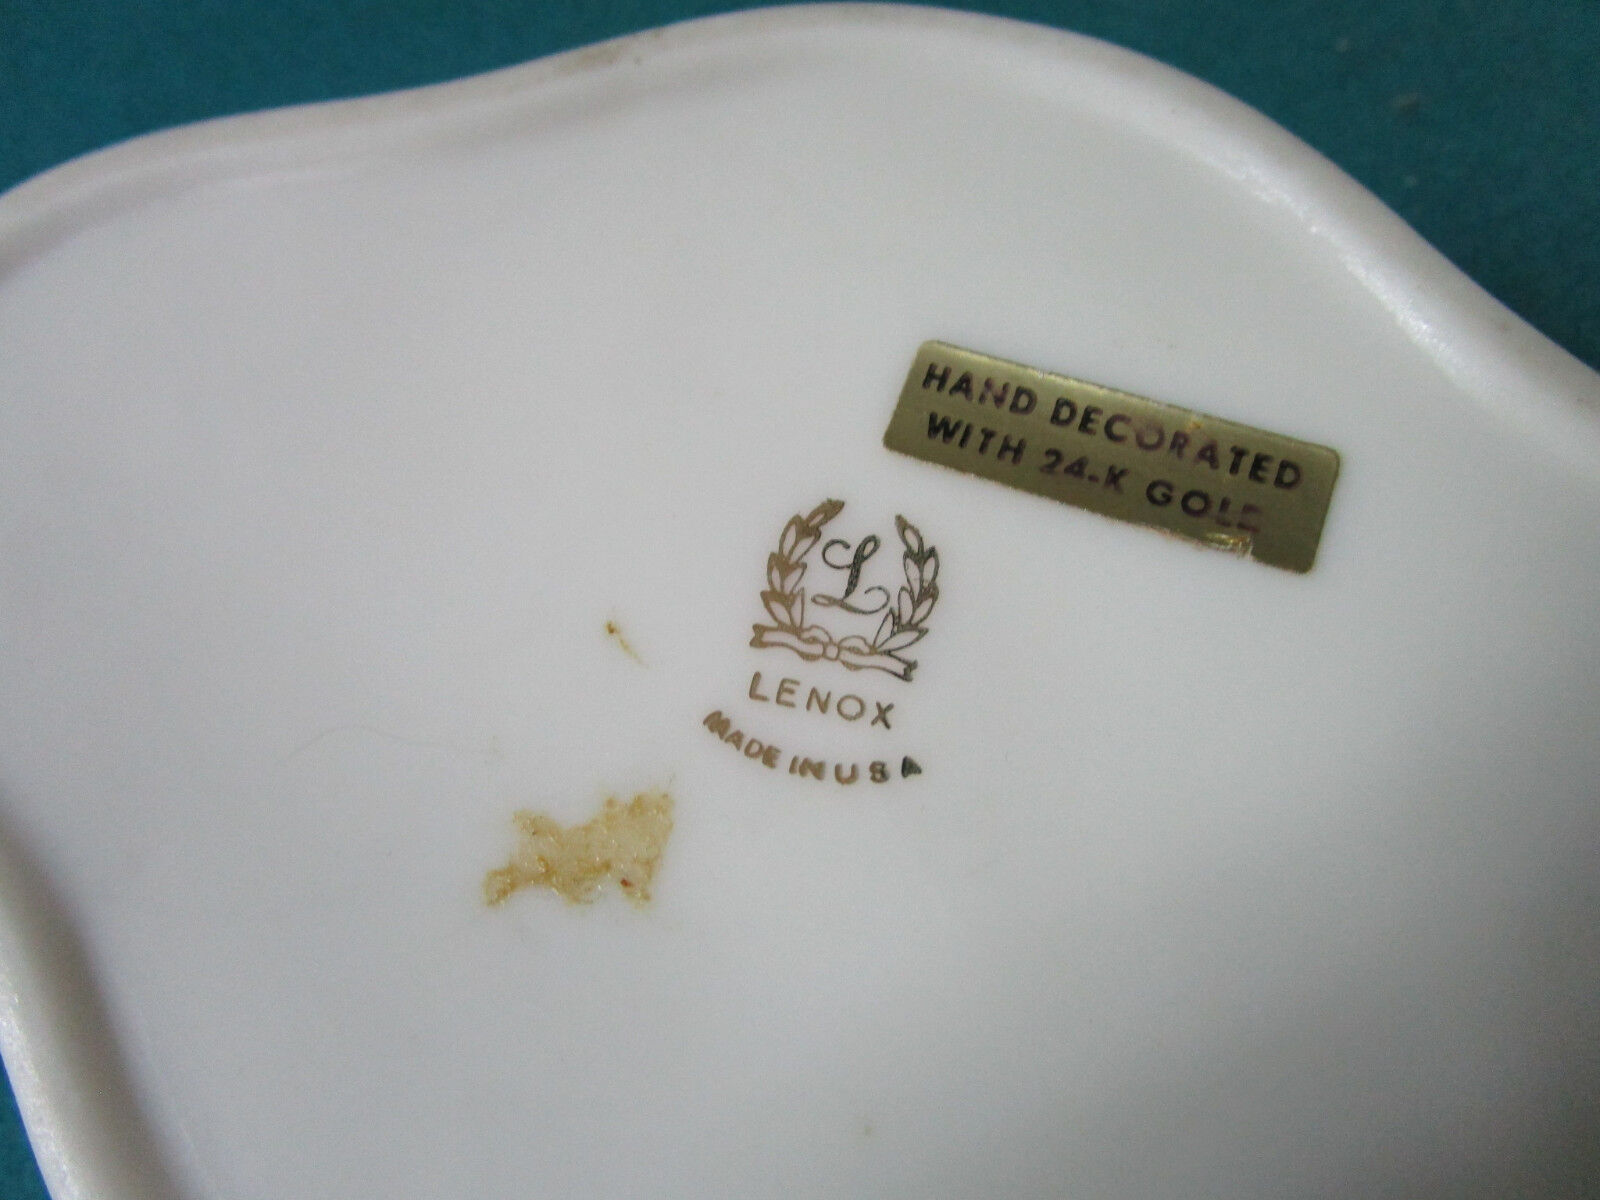 HAND DECORATED
WITH 24-K GOLD
L
LENOX
MADE IN USA